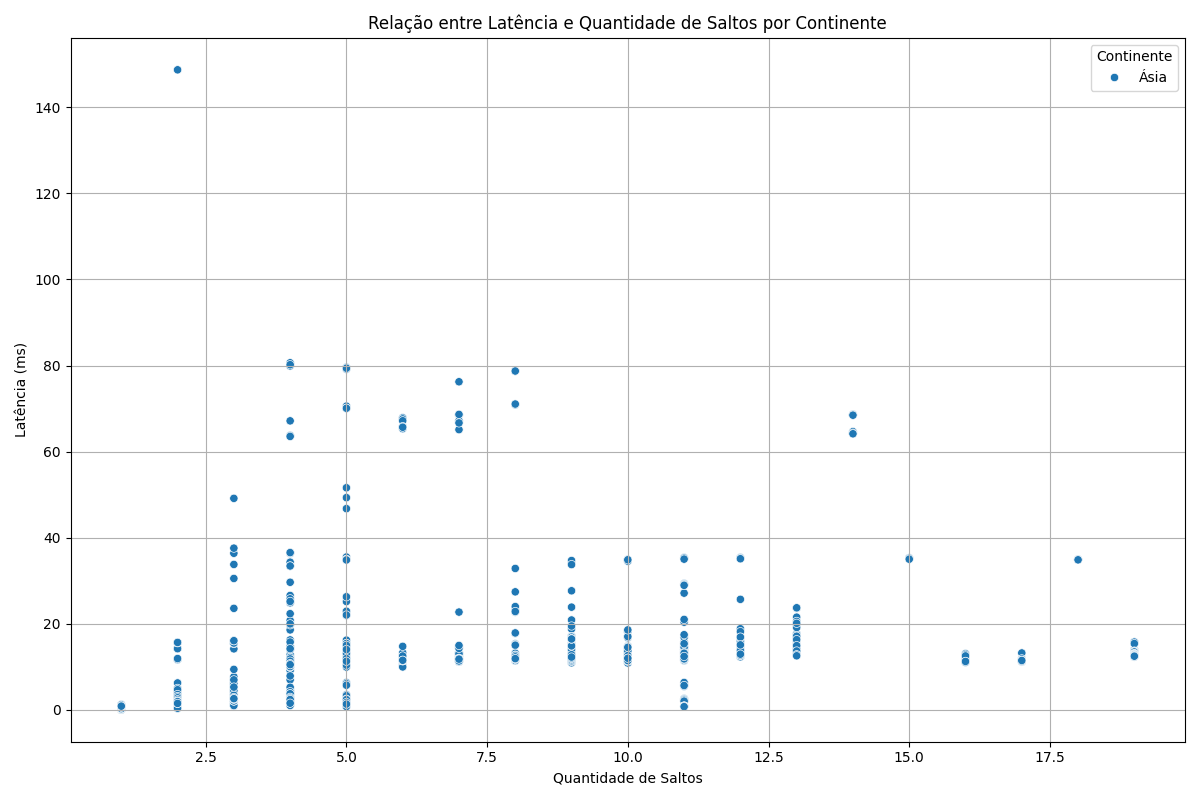 Relação entre Latência e Quantidade de Saltos por Continente
Continente
Ásia
140
120
100
80
60
40
20
0
Latência (ms)
2.5 5.0 7.5 10.0 12.5 15.0 17.5
Quantidade de Saltos